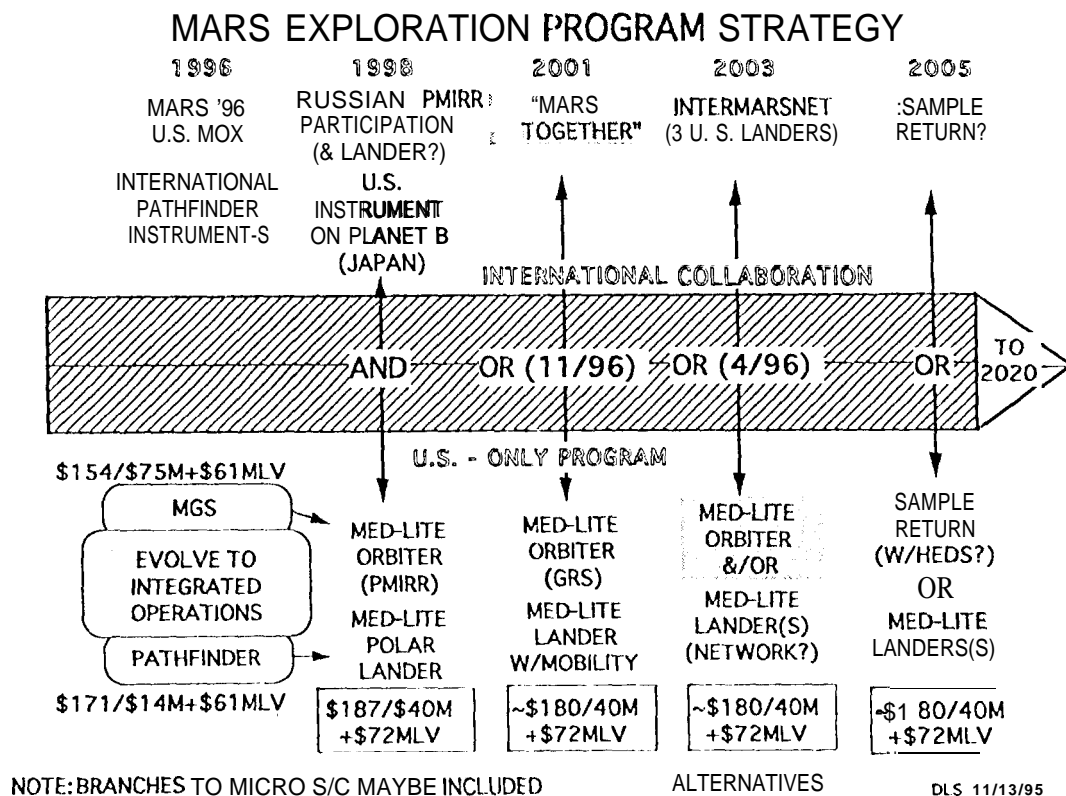 MARS EXPLORATION PROGRAM STRATEGY
1996
MARS '96
U.S. MOX
INTERNATIONAL
PATHFINDER
INSTRUMENT-S
1998
RUSSIAN PMIRR
PARTICIPATION
(& LANDER?)
U.S.
INSTRUMENT
ON PLANET B
(JAPAN)
2001
"MARS
TOGETHER"
2003
INTERMARSNET
(3 U. S. LANDERS)
2005
:SAMPLE
RETURN?
INTERNATIONAL COLLABORATION
AND
OR (11/96)
OR (4/96)
OR
TO
2020
U.S. - ONLY PROGRAM
$154/$75M+$61MLV
MGS
EVOLVE TO
INTEGRATED
OPERATIONS
PATHFINDER
$171/$14M+$61MLV
MED-LITE
ORBITER
(PMIRR)
MED-LITE
POLAR
LANDER
$187/$40M
+$72MLV
MED-LITE
ORBITER
(GRS)
MED-LITE
LANDER
W/MOBILITY
~$180/40M
+$72MLV
MED-LITE
ORBITER
&/OR
MED-LITE
LANDER(S)
(NETWORK?)
~$180/40M
+$72MLV
SAMPLE
RETURN
(W/HEDS?)
OR
MED-LITE
LANDERS(S)
~$1 80/40M
+$72MLV
NOTE: BRANCHES TO MICRO S/C MAYBE INCLUDED
ALTERNATIVES
DLS 11/13/95